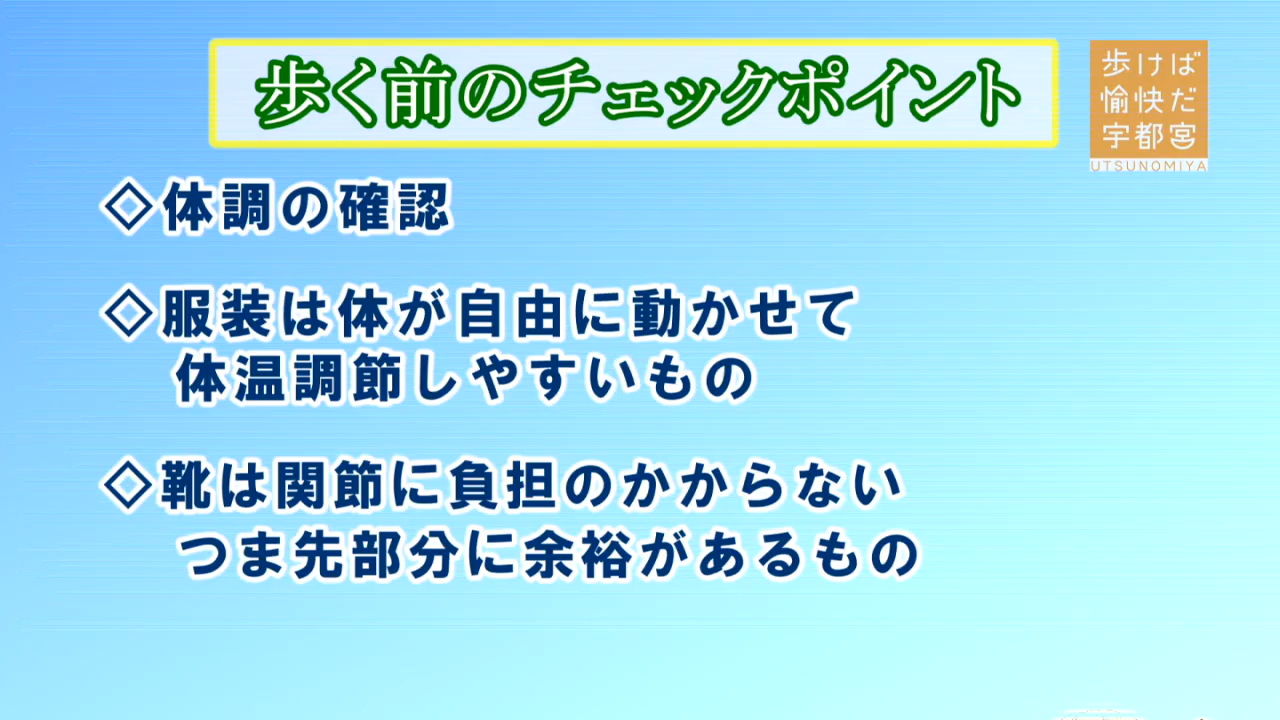 歩く前のチェックポイント
歩けば
愉快だ
宇都宮
UTSUNOMIYA
◇体調の確認
◇服装は体が自由に動かせて
体温調節しやすいもの
◇靴は関節に負担のかからない
つま先部分に余裕があるもの